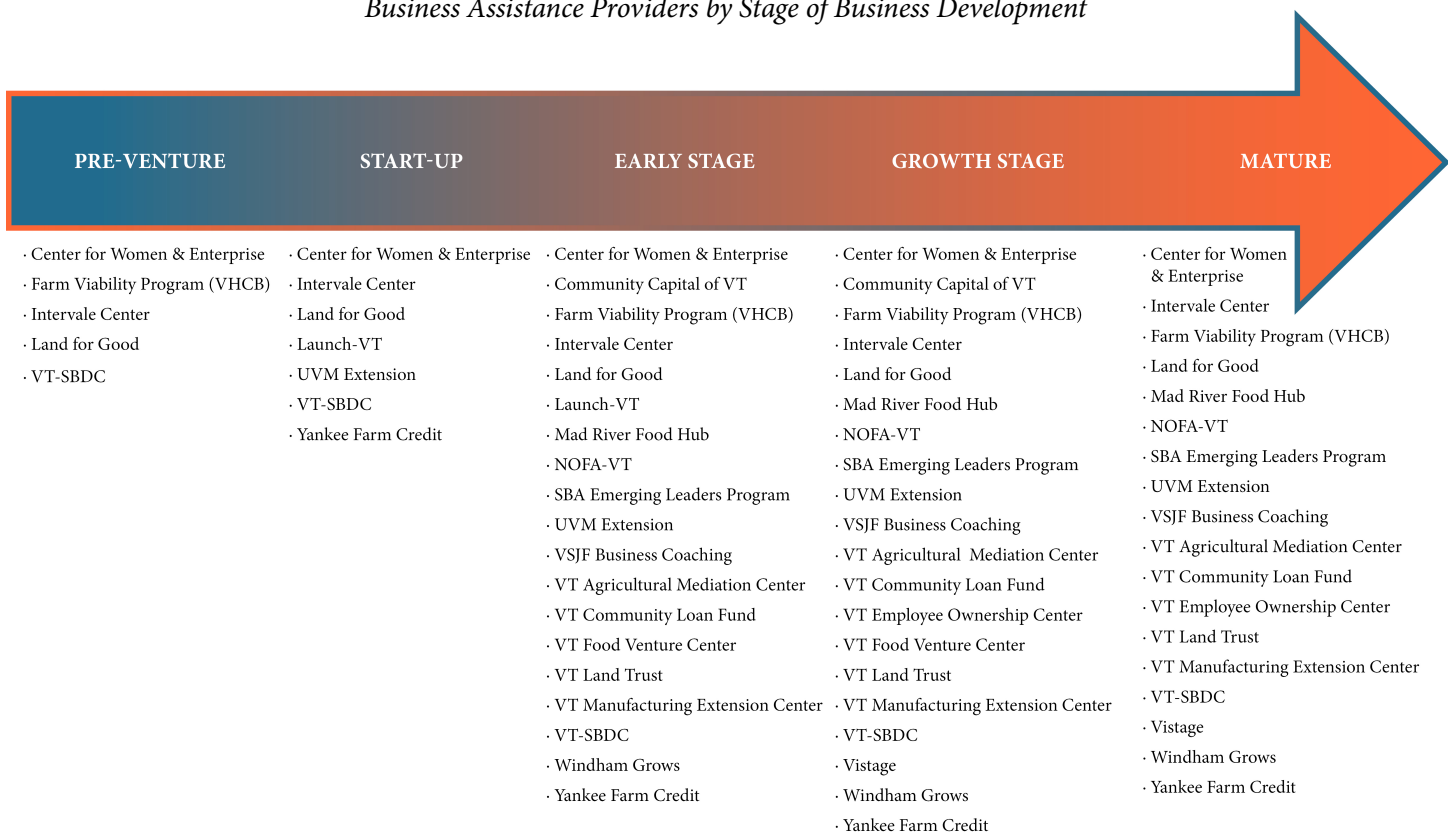 Business Assistance Providers by Stage of Business Development
PRE-VENTURE
START-UP
EARLY STAGE
GROWTH STAGE
MATURE
· Center for Women & Enterprise
· Farm Viability Program (VHCB)
· Intervale Center
· Land for Good
· VT-SBDC
· Center for Women & Enterprise
· Intervale Center
· Land for Good
· Launch-VT
· UVM Extension
· VT-SBDC
· Yankee Farm Credit
· Center for Women & Enterprise
· Community Capital of VT
· Farm Viability Program (VHCB)
· Intervale Center
· Land for Good
· Launch-VT
· Mad River Food Hub
· NOFA-VT
· SBA Emerging Leaders Program
· UVM Extension
· VSJF Business Coaching
· VT Agricultural Mediation Center
· VT Community Loan Fund
· VT Food Venture Center
· VT Land Trust
· VT Manufacturing Extension Center
· VT-SBDC
· Windham Grows
· Yankee Farm Credit
· Center for Women & Enterprise
· Community Capital of VT
· Farm Viability Program (VHCB)
· Intervale Center
· Land for Good
· Mad River Food Hub
· NOFA-VT
· SBA Emerging Leaders Program
· UVM Extension
· VSJF Business Coaching
· VT Agricultural  Mediation Center
· VT Community Loan Fund
· VT Employee Ownership Center
· VT Food Venture Center
· VT Land Trust
· VT Manufacturing Extension Center
· VT-SBDC
· Vistage
· Windham Grows
· Yankee Farm Credit
· Center for Women
& Enterprise
· Intervale Center
· Farm Viability Program (VHCB)
· Land for Good
· Mad River Food Hub
· NOFA-VT
· SBA Emerging Leaders Program
· UVM Extension
· VSJF Business Coaching
· VT Agricultural Mediation Center
· VT Community Loan Fund
· VT Employee Ownership Center
· VT Land Trust
· VT Manufacturing Extension Center
· VT-SBDC
· Vistage
· Windham Grows
· Yankee Farm Credit